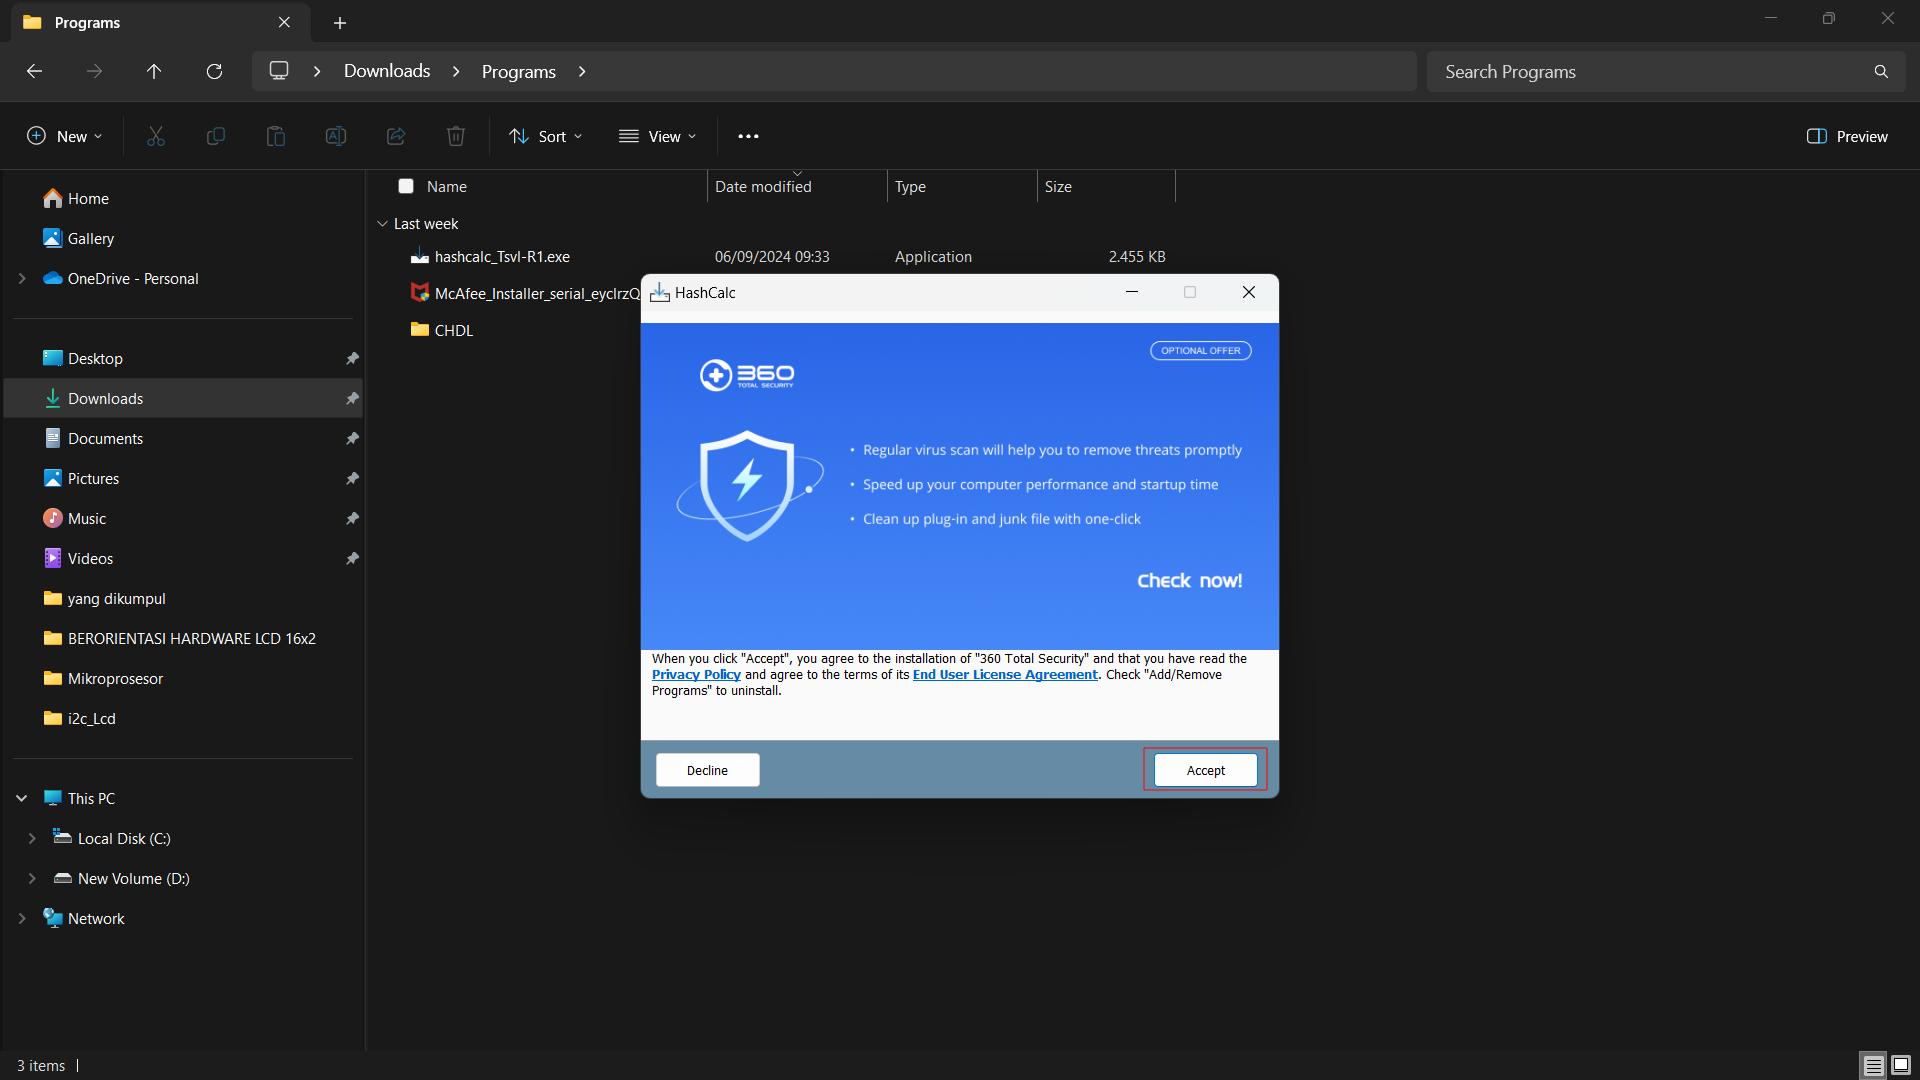 Programs
Downloads
Programs
Search Programs
New
Sort
View
Preview
Home
Gallery
OneDrive - Personal
Desktop
Downloads
Documents
Pictures
Music
Videos
yang dikumpul
BERORIENTASI HARDWARE LCD 16x2
Mikroprosesor
i2c_Lcd
This PC
Local Disk (C:)
New Volume (D:)
Network
Name Date modified Type Size
Last week
hashcalc_Tsvl-R1.exe 06/09/2024 09:33 Application 2.455 KB
McAfee_Installer_serial_eyclrzQ
CHDL
HashCalc
OPTIONAL OFFER
360
TOTAL SECURITY
• Regular virus scan will help you to remove threats promptly
• Speed up your computer performance and startup time
• Clean up plug-in and junk file with one-click
Check now!
When you click "Accept", you agree to the installation of "360 Total Security" and that you have read the
Privacy Policy and agree to the terms of its End User License Agreement. Check "Add/Remove
Programs" to uninstall.
Decline
Accept
3 items